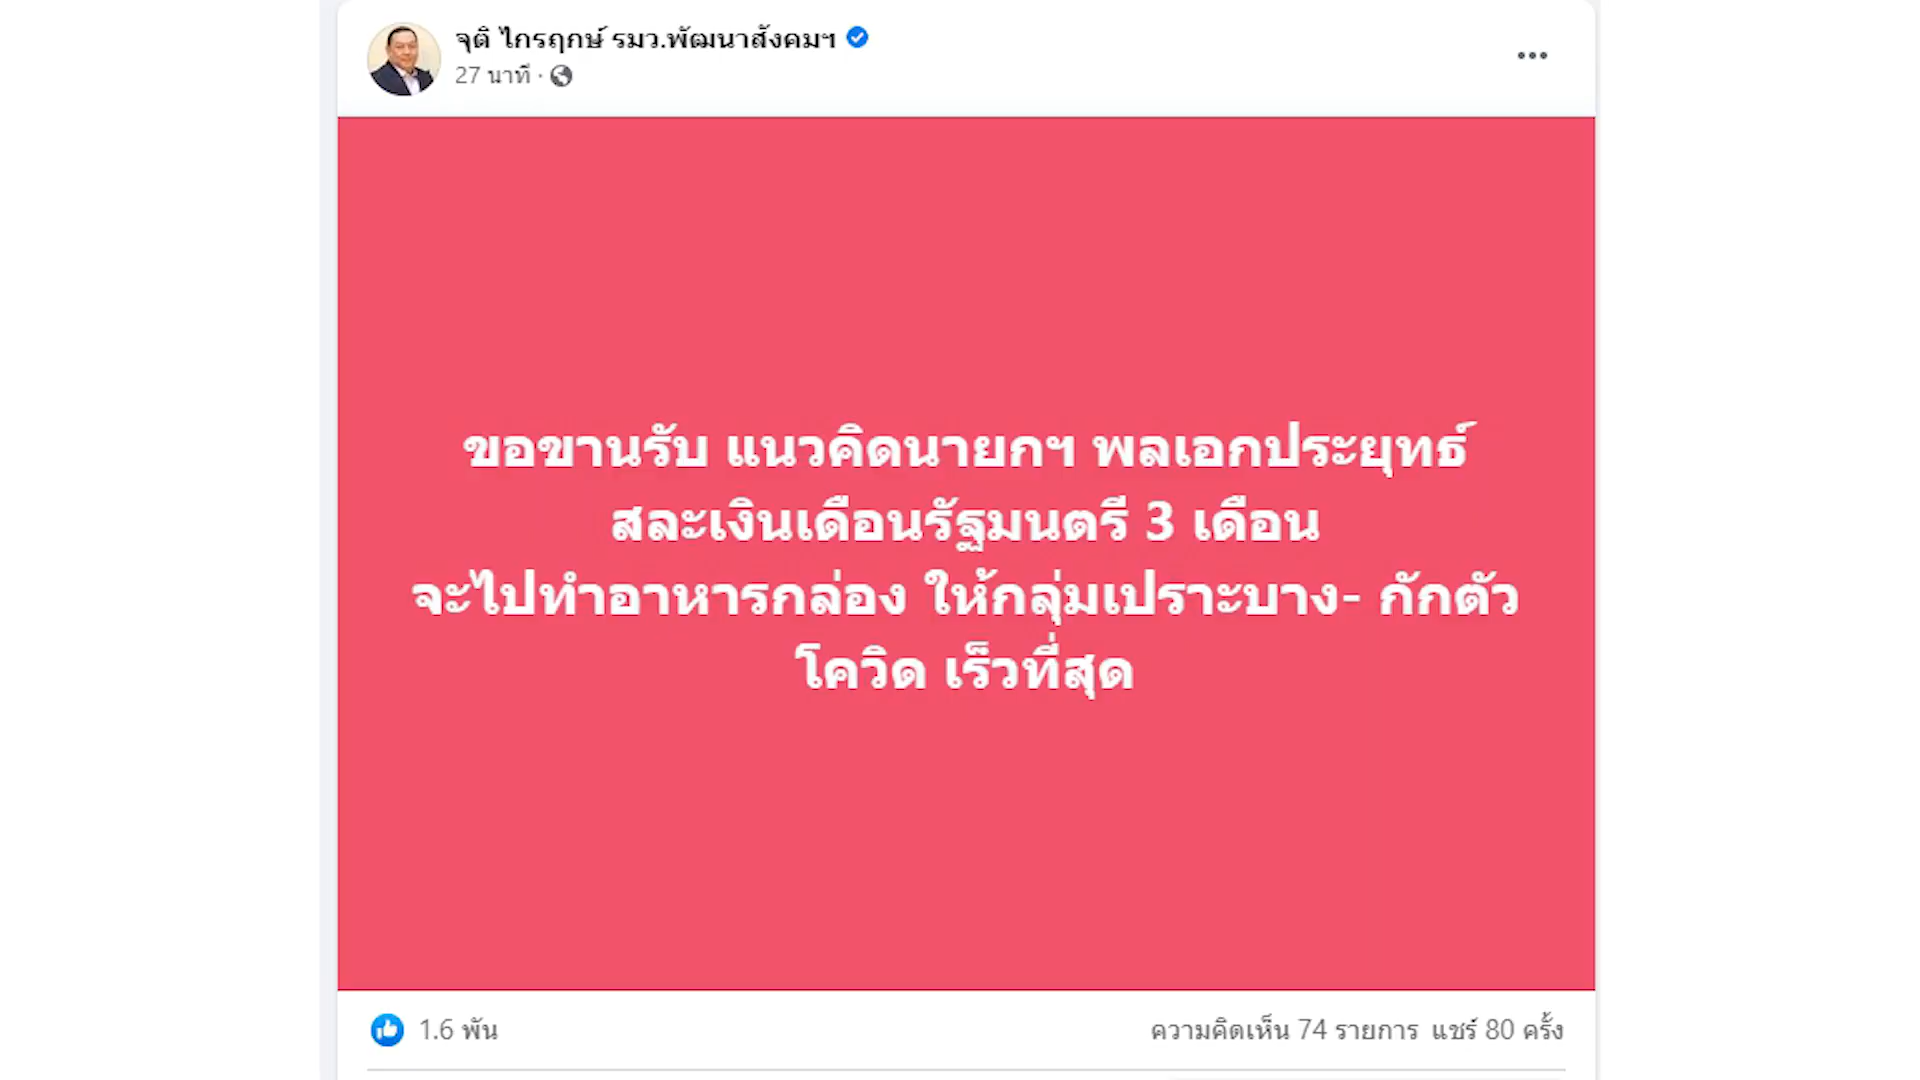 จุติ ไกรฤกษ์ รมว.พัฒนาสังคมฯ
27 นาที ·
ขอขานรับ แนวคิดนายกฯ พลเอกประยุทธ์
สละเงินเดือนรัฐมนตรี 3 เดือน
จะไปทำอาหารกล่อง ให้กลุ่มเปราะบาง- กักตัว
โควิด เร็วที่สุด
1.6 พัน
ความคิดเห็น 74 รายการ แชร์ 80 ครั้ง